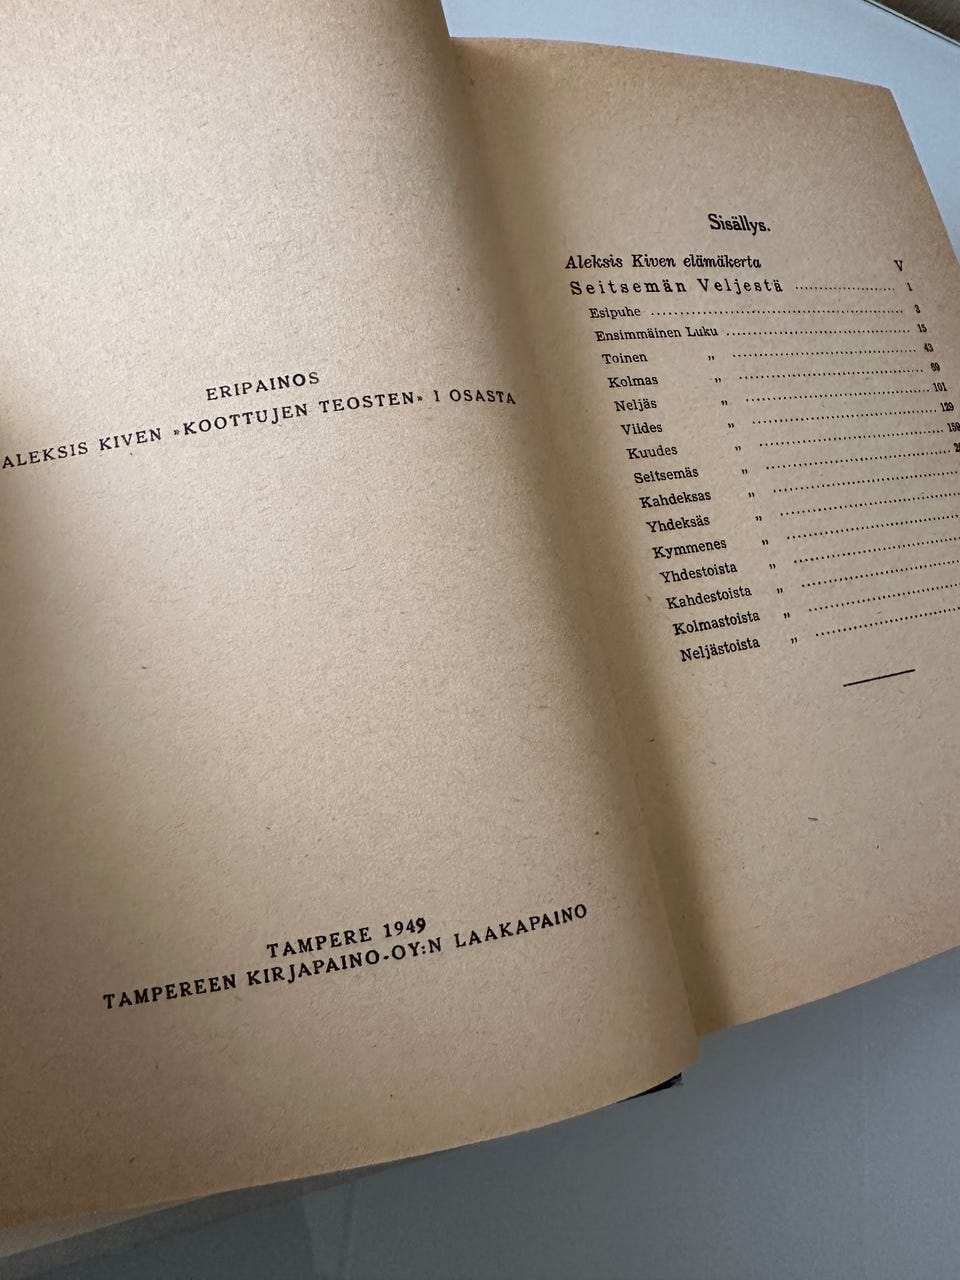 ERIPAINOS
ALEKSIS KIVEN »KOOTTUJEN TEOSTEN» I OSASTA
TAMPERE 1949
TAMPEREEN KIRJAPAINO-OY:N LAAKAPAINO
Sisällys.
Aleksis Kiven elämäkerta V
Seitsemän Veljestä ..... 1
Esipuhe ..... 3
Ensimmäinen Luku ..... 15
Toinen „ ..... 43
Kolmas „ ..... 69
Neljäs „ ..... 101
Viides „ ..... 129
Kuudes „ ..... 159
Seitsemäs „ .....
Kahdeksas „ .....
Yhdeksäs „ .....
Kymmenes „ .....
Yhdestoista „ .....
Kahdestoista „ .....
Kolmastoista „ .....
Neljästoista „ .....